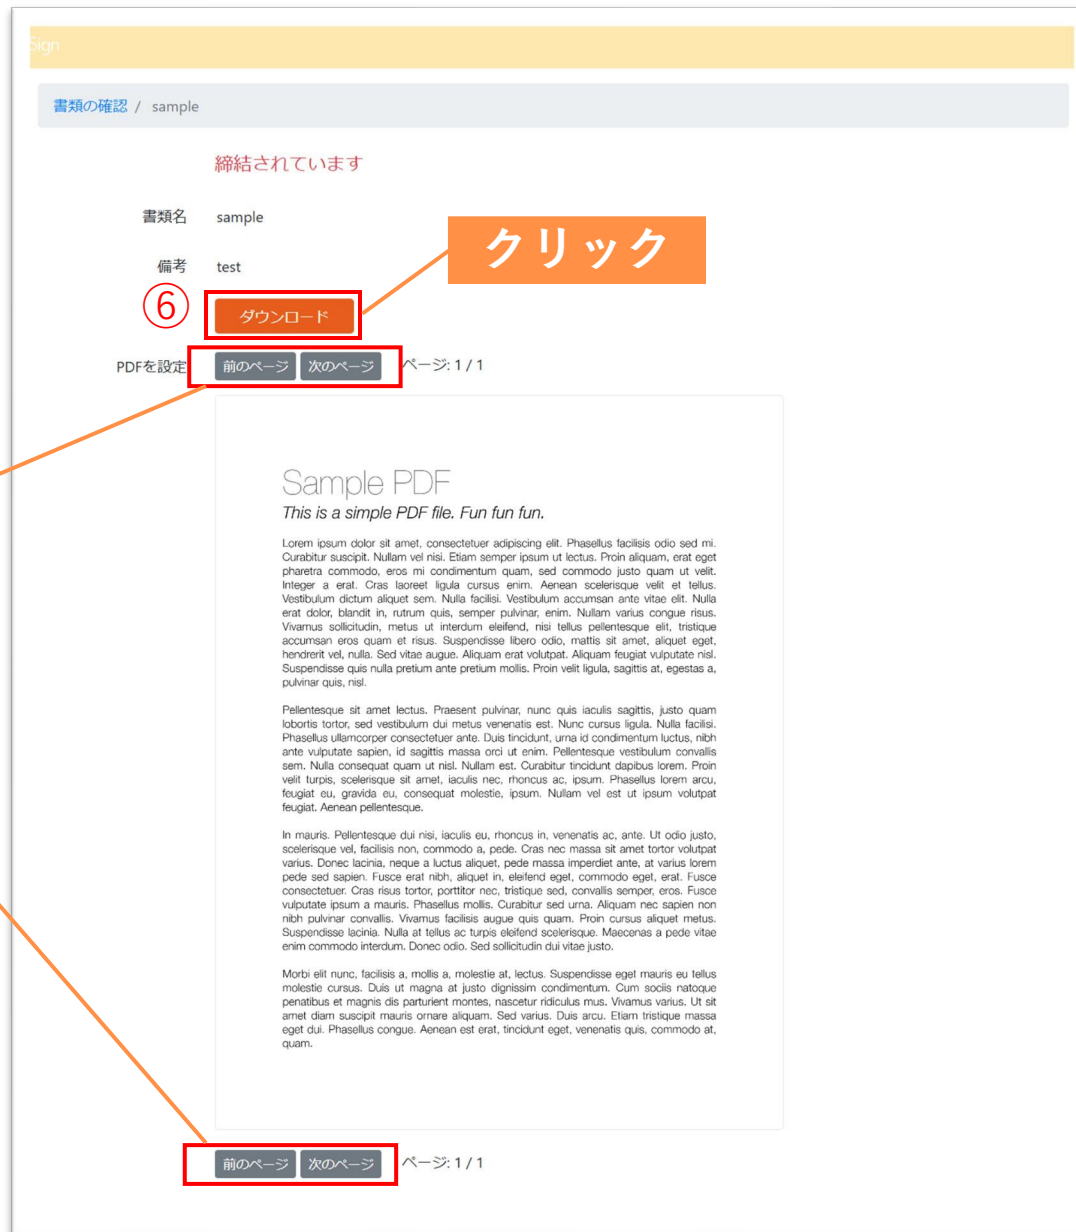 Sign
書類の確認 / sample
締結されています
書類名 sample
クリック
備考 test
⑥ ダウンロード
PDFを設定 前のページ 次のページ ページ: 1 / 1
Sample PDF
This is a simple PDF file. Fun fun fun.
Lorem ipsum dolor sit amet, consectetuer adipiscing elit. Phasellus facilisis odio sed mi.
Curabitur suscipit. Nullam vel nisi. Etiam semper ipsum ut lectus. Proin aliquam, erat eget
pharetra commodo, eros mi condimentum quam, sed commodo justo quam ut velit.
Integer a erat. Cras laoreet ligula cursus enim. Aenean scelerisque velit et tellus.
Vestibulum dictum aliquet sem. Nulla facilisi. Vestibulum accumsan ante vitae elit. Nulla
erat dolor, blandit in, rutrum quis, semper pulvinar, enim. Nullam varius congue risus.
Vivamus sollicitudin, metus ut interdum eleifend, nisi tellus pellentesque elit, tristique
accumsan eros quam et risus. Suspendisse libero odio, mattis sit amet, aliquet eget,
hendrerit vel, nulla. Sed vitae augue. Aliquam erat volutpat. Aliquam feugiat vulputate nisl.
Suspendisse quis nulla pretium ante pretium mollis. Proin velit ligula, sagittis at, egestas a,
pulvinar quis, nisl.
Pellentesque sit amet lectus. Praesent pulvinar, nunc quis iaculis sagittis, justo quam
lobortis tortor, sed vestibulum dui metus venenatis est. Nunc cursus ligula. Nulla facilisi.
Phasellus ullamcorper consectetuer ante. Duis tincidunt, urna id condimentum luctus, nibh
ante vulputate sapien, id sagittis massa orci ut enim. Pellentesque vestibulum convallis
sem. Nulla consequat quam ut nisl. Nullam est. Curabitur tincidunt dapibus lorem. Proin
velit turpis, scelerisque sit amet, iaculis nec, rhoncus ac, ipsum. Phasellus lorem arcu,
feugiat eu, gravida eu, consequat molestie, ipsum. Nullam vel est ut ipsum volutpat
feugiat. Aenean pellentesque.
In mauris. Pellentesque dui nisi, iaculis eu, rhoncus in, venenatis ac, ante. Ut odio justo,
scelerisque vel, facilisis non, commodo a, pede. Cras nec massa sit amet tortor volutpat
varius. Donec lacinia, neque a luctus aliquet, pede massa imperdiet ante, at varius lorem
pede sed sapien. Fusce erat nibh, aliquet in, eleifend eget, commodo eget, erat. Fusce
consectetuer. Cras risus tortor, porttitor nec, tristique sed, convallis semper, eros. Fusce
vulputate ipsum a mauris. Phasellus mollis. Curabitur sed urna. Aliquam nec sapien non
nibh pulvinar convallis. Vivamus facilisis augue quis quam. Proin cursus aliquet metus.
Suspendisse lacinia. Nulla at tellus ac turpis eleifend scelerisque. Maecenas a pede vitae
enim commodo interdum. Donec odio. Sed sollicitudin dui vitae justo.
Morbi elit nunc, facilisis a, mollis a, molestie at, lectus. Suspendisse eget mauris eu tellus
molestie cursus. Duis ut magna at justo dignissim condimentum. Cum sociis natoque
penatibus et magnis dis parturient montes, nascetur ridiculus mus. Vivamus varius. Ut sit
amet diam suscipit mauris ornare aliquam. Sed varius. Duis arcu. Etiam tristique massa
eget dui. Phasellus congue. Aenean est erat, tincidunt eget, venenatis quis, commodo at,
quam.
前のページ 次のページ ページ: 1 / 1